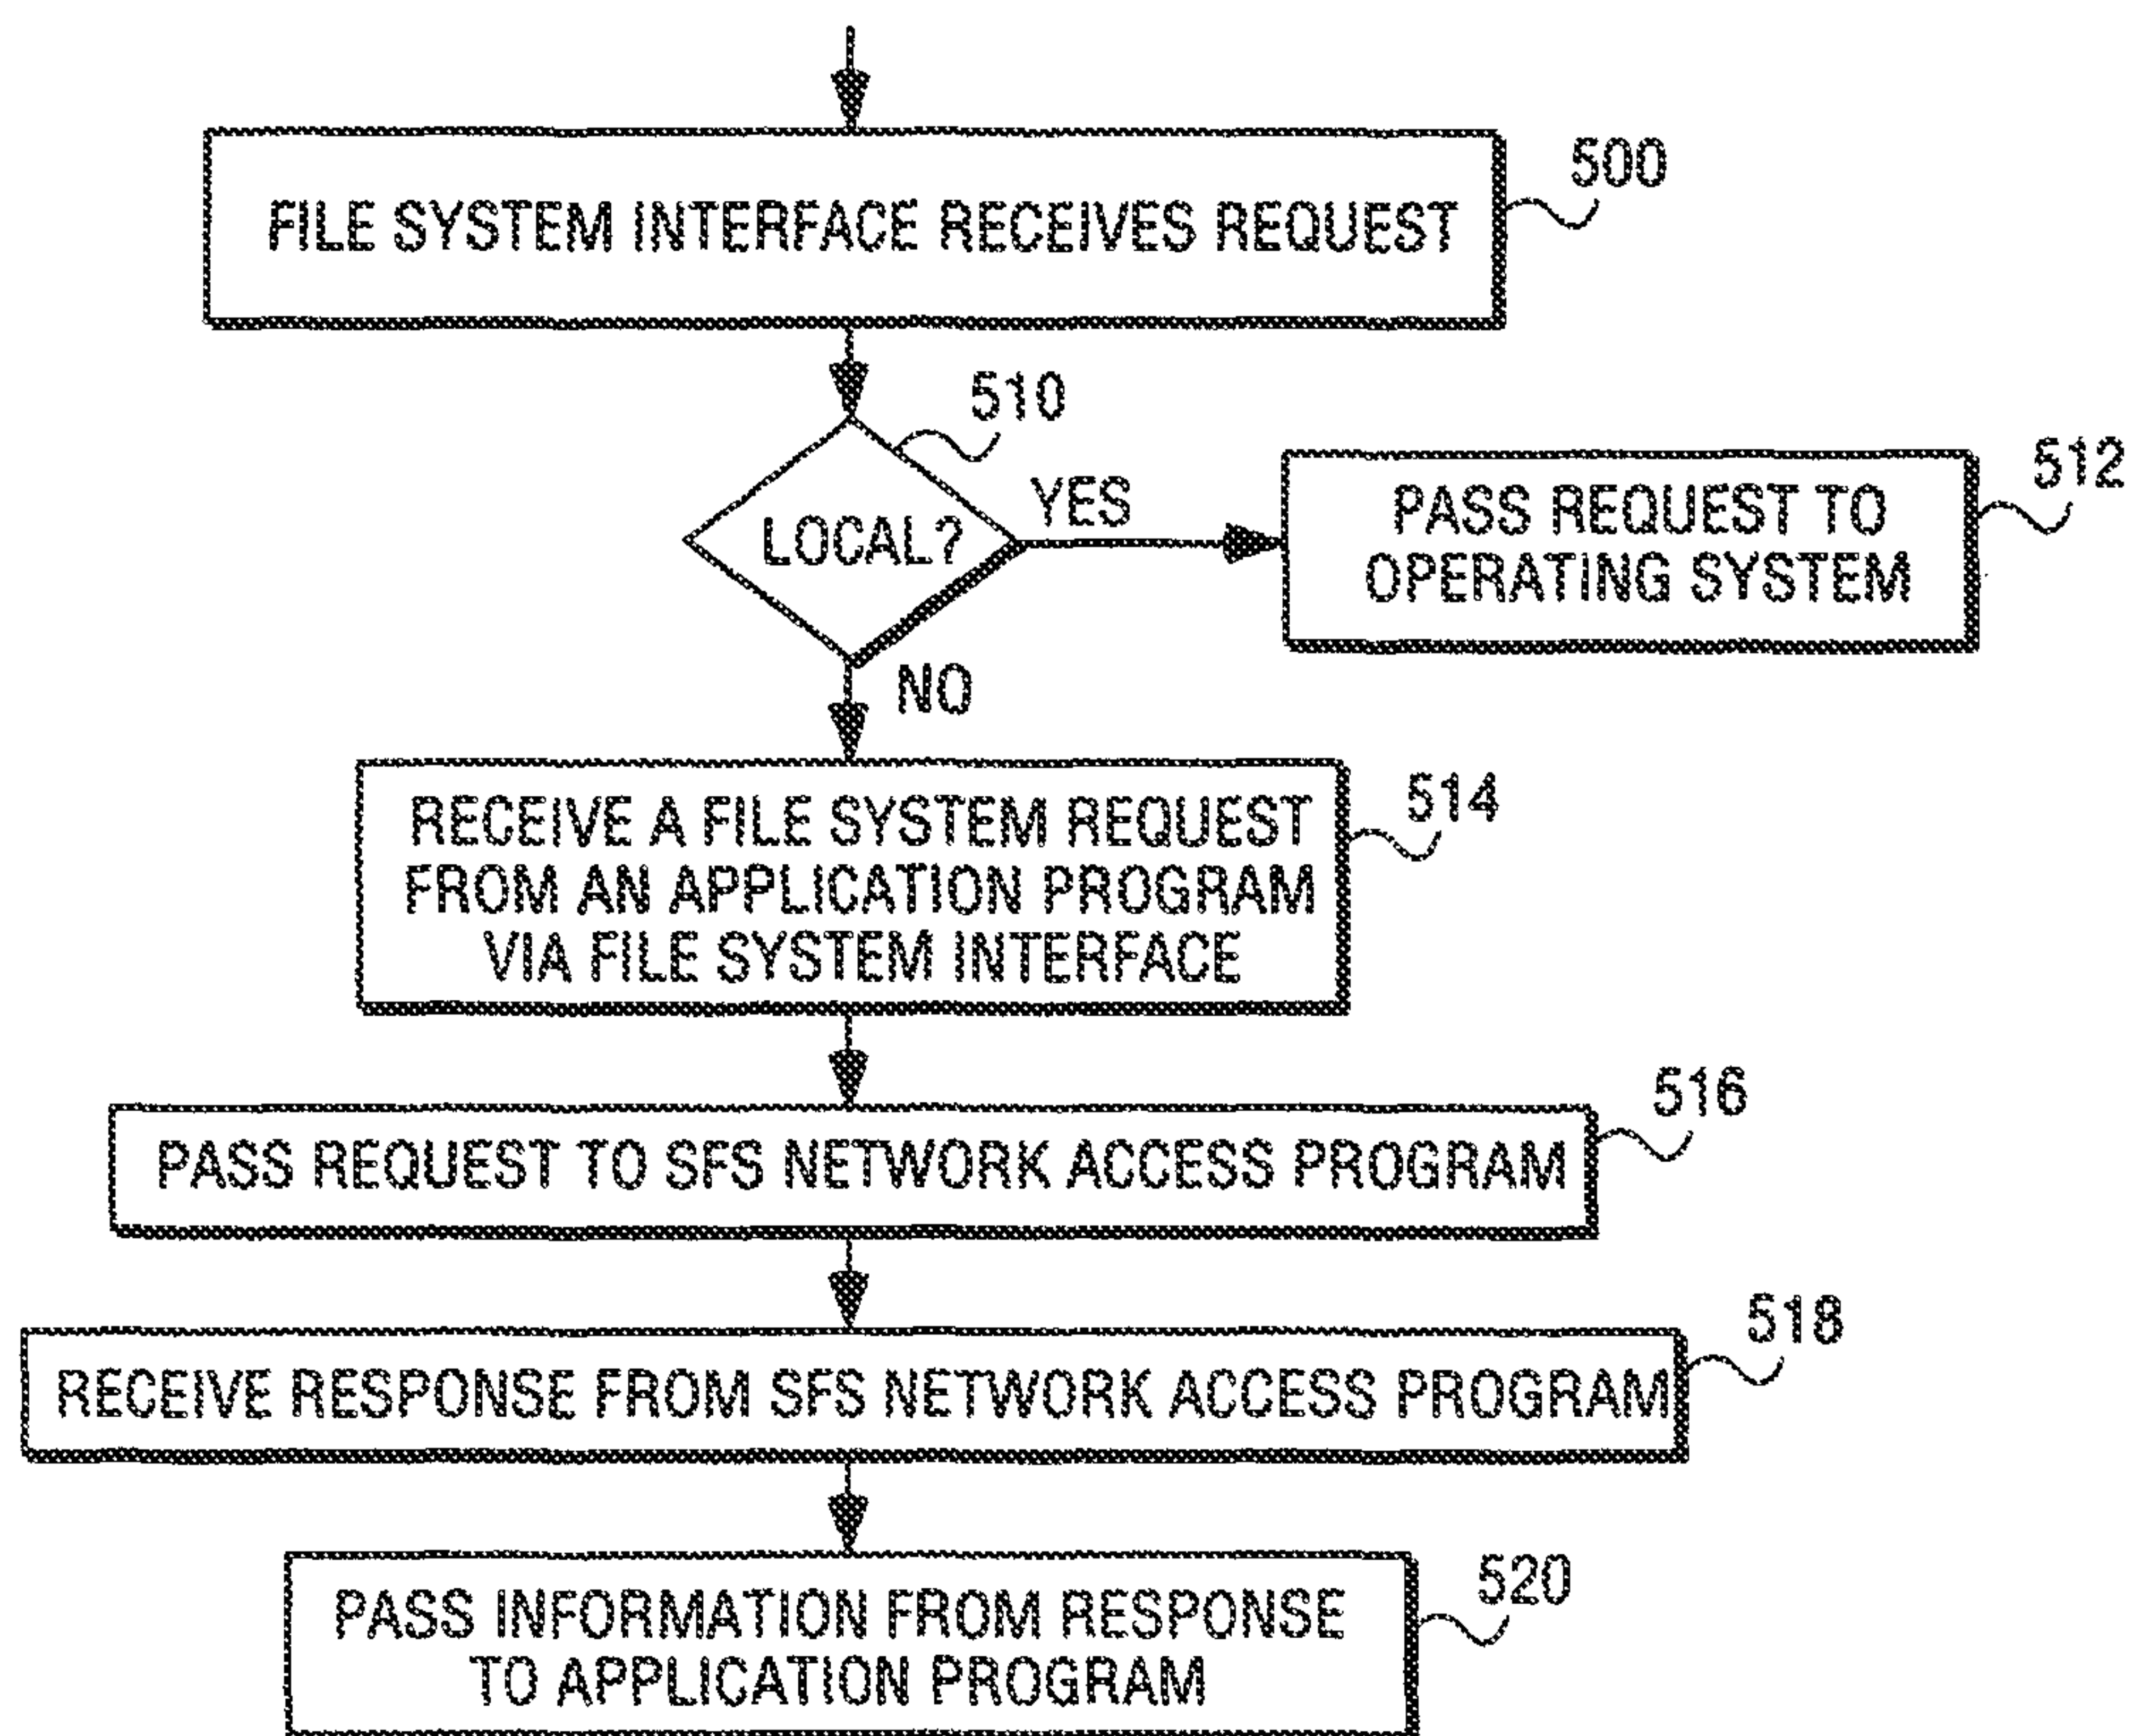 500
FILE SYSTEM INTERFACE RECEIVES REQUEST
510
LOCAL?
YES
512
PASS REQUEST TO
OPERATING SYSTEM
NO
514
RECEIVE A FILE SYSTEM REQUEST
FROM AN APPLICATION PROGRAM
VIA FILE SYSTEM INTERFACE
516
PASS REQUEST TO SFS NETWORK ACCESS PROGRAM
518
RECEIVE RESPONSE FROM SFS NETWORK ACCESS PROGRAM
520
PASS INFORMATION FROM RESPONSE
TO APPLICATION PROGRAM